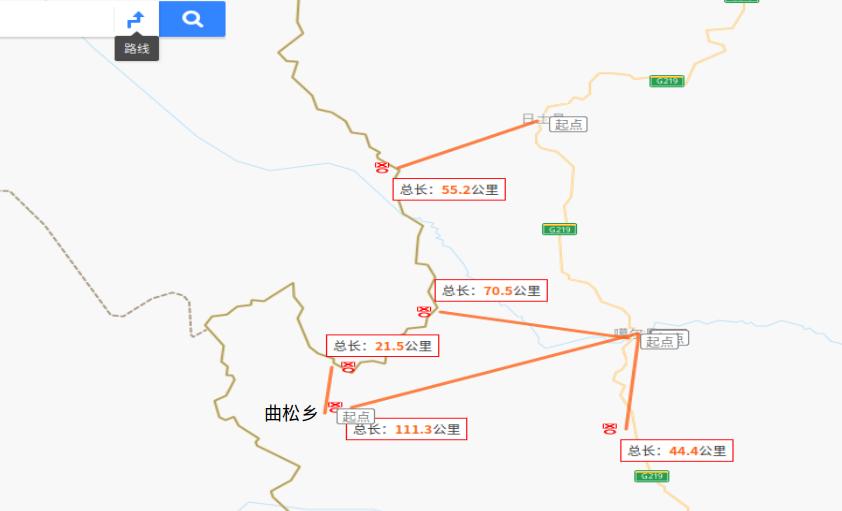 路线
G219
起点
总长：55.2公里
G219
总长：70.5公里
起点
总长：21.5公里
曲松乡
起点
总长：111.3公里
总长：44.4公里
G219